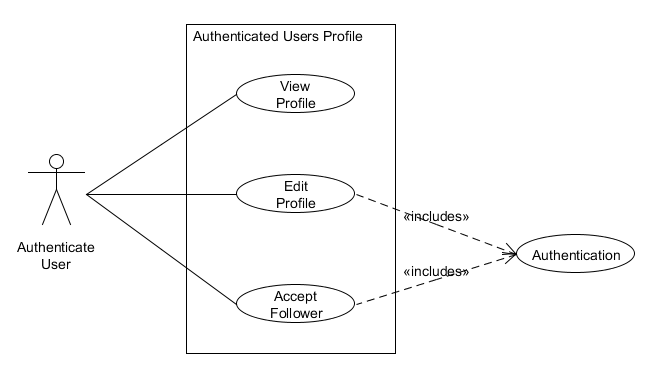 Authenticated Users Profile
View
Profile
Edit
Profile
«includes»
Authenticate
User
Authentication
«includes»
Accept
Follower